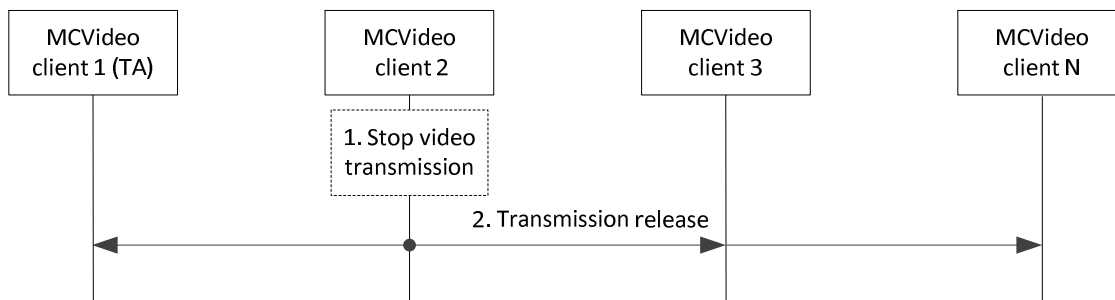 MCVideo
client 1 (TA)
MCVideo
client 2
MCVideo
client 3
MCVideo
client N
1. Stop video
transmission
2. Transmission release